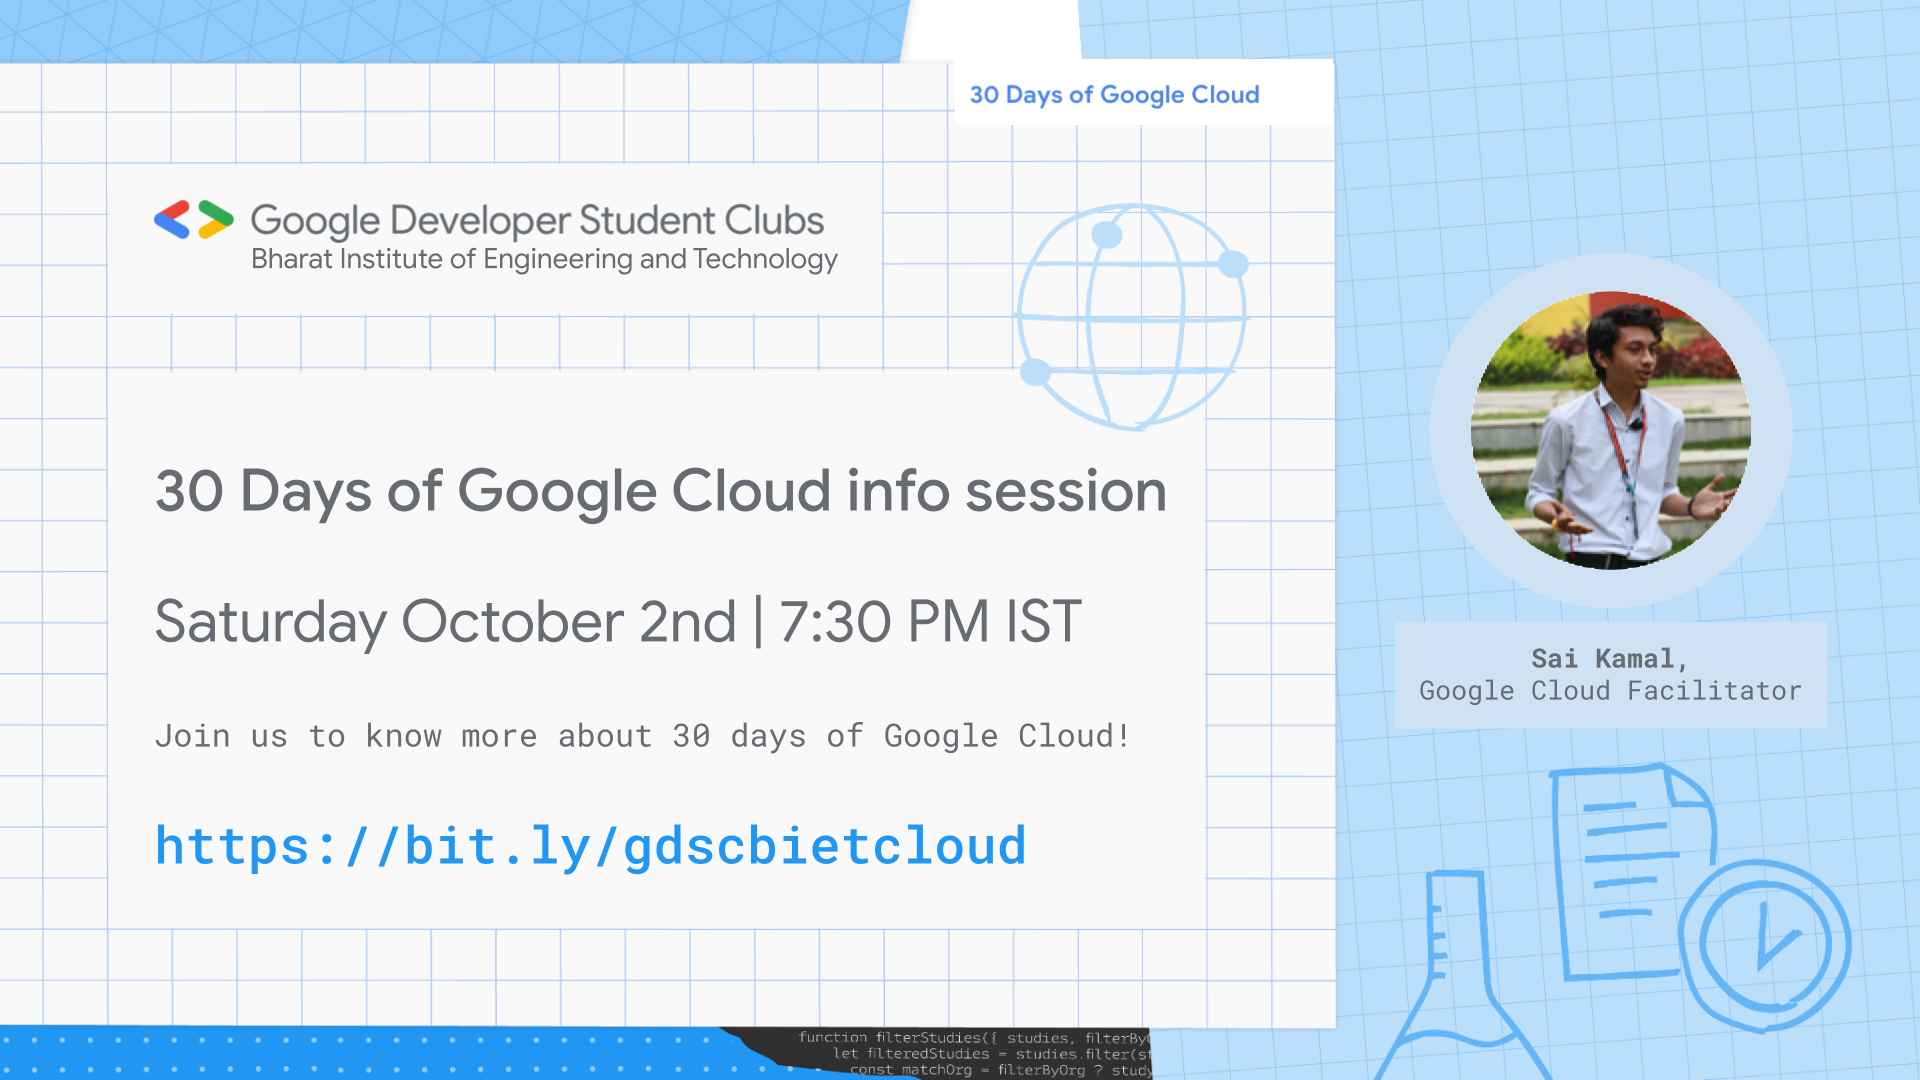 30 Days of Google Cloud
Google Developer Student Clubs
Bharat Institute of Engineering and Technology
30 Days of Google Cloud info session
Saturday October 2nd | 7:30 PM IST
Join us to know more about 30 days of Google Cloud!
https://bit.ly/gdscbietcloud
Sai Kamal,
Google Cloud Facilitator
function filterStudies({ studies, filterBy
let filteredStudies = studies.filter(st
const matchOrg = filterByOrg ? study